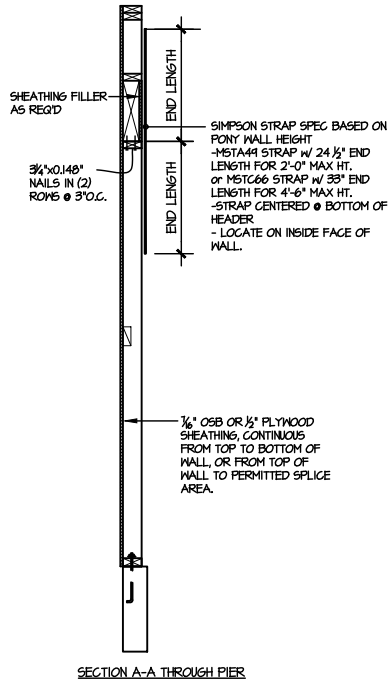 END LENGTH
SHEATHING FILLER
AS REQ'D
SIMPSON STRAP SPEC BASED ON
PONY WALL HEIGHT
-MSTA49 STRAP W/ 24 ½" END
LENGTH FOR 2'-0" MAX HT.
or MSTC66 STRAP W/ 33" END
LENGTH FOR 4'-6" MAX HT.
-STRAP CENTERED @ BOTTOM OF
HEADER
- LOCATE ON INSIDE FACE OF
WALL.
3¼"x0.148"
NAILS IN (2)
ROWS @ 3"O.C.
END LENGTH
7/16" OSB OR ½" PLYWOOD
SHEATHING, CONTINUOUS
FROM TOP TO BOTTOM OF
WALL, OR FROM TOP OF
WALL TO PERMITTED SPLICE
AREA.
SECTION A-A THROUGH PIER